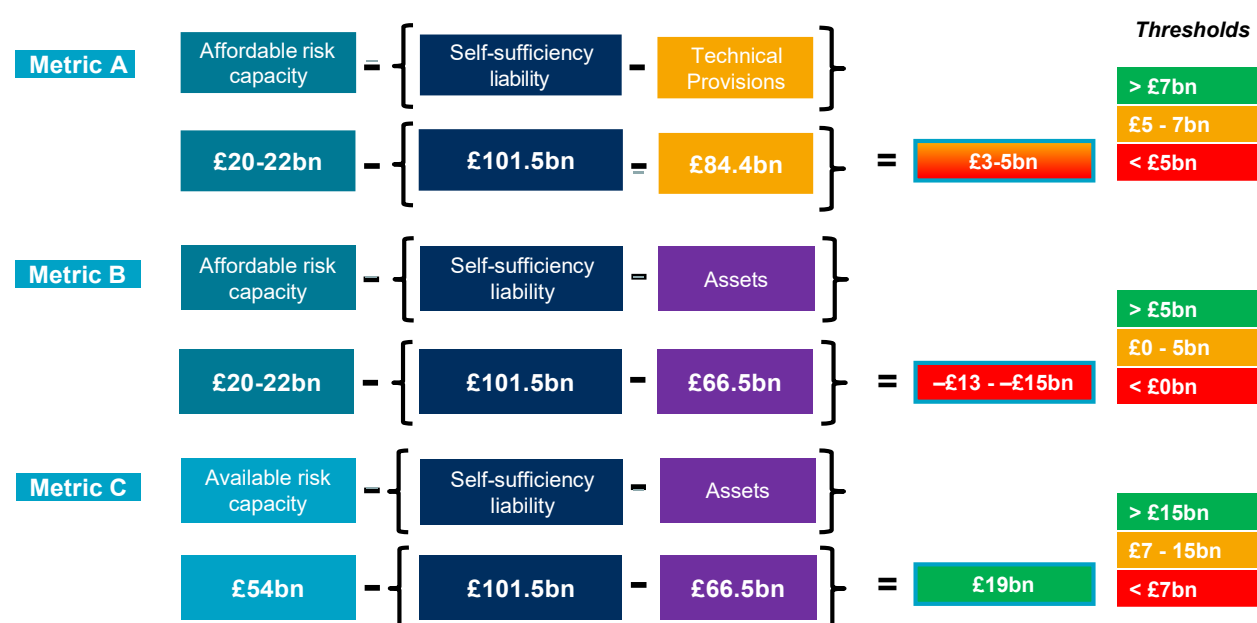 Thresholds
Metric A
Affordable risk
capacity
-
Self-sufficiency
liability
-
Technical
Provisions
> £7bn
£5 - 7bn
< £5bn
£20-22bn
-
£101.5bn
-
£84.4bn
=
£3-5bn
Metric B
Affordable risk
capacity
-
Self-sufficiency
liability
-
Assets
> £5bn
£0 - 5bn
< £0bn
£20-22bn
-
£101.5bn
-
£66.5bn
=
–£13 - –£15bn
Metric C
Available risk
capacity
-
Self-sufficiency
liability
-
Assets
> £15bn
£7 - 15bn
< £7bn
£54bn
-
£101.5bn
-
£66.5bn
=
£19bn